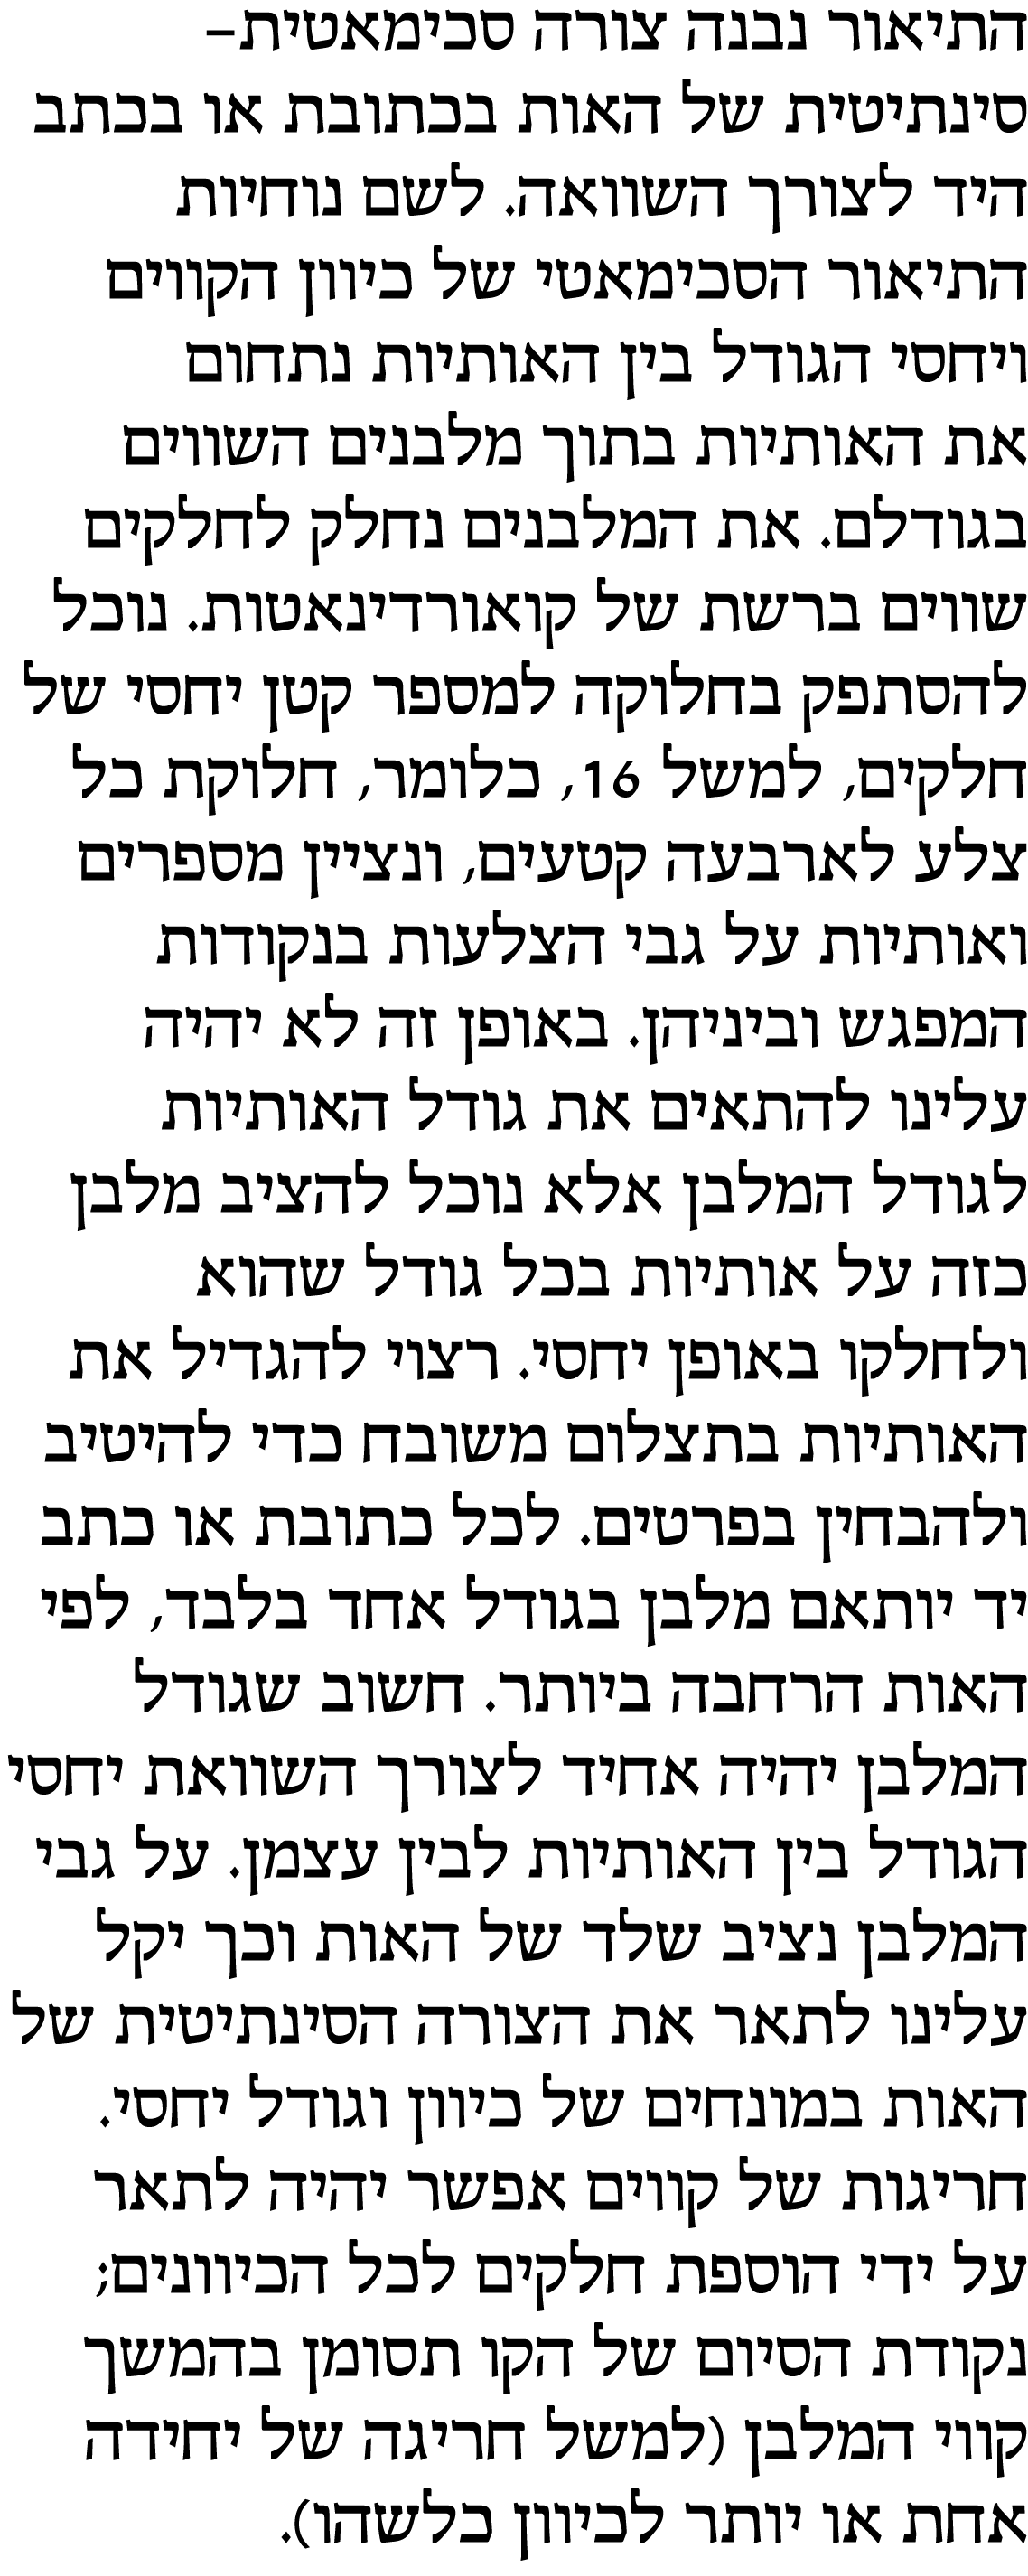 התיאור נבנה צורה סכימאטית–
סינתיטית של האות בכתובת או בכתב
היד לצורך השוואה. לשם נוחיות
התיאור הסכימאטי של כיוון הקווים
ויחסי הגודל בין האותיות נתחום
את האותיות בתוך מלבנים השווים
בגודלם. את המלבנים נחלק לחלקים
שווים ברשת של קואורדינאטות. נוכל
להסתפק בחלוקה למספר קטן יחסי של
חלקים, למשל 16, כלומר, חלוקת כל
צלע לארבעה קטעים, ונציין מספרים
ואותיות על גבי הצלעות בנקודות
המפגש וביניהן. באופן זה לא יהיה
עלינו להתאים את גודל האותיות
לגודל המלבן אלא נוכל להציב מלבן
כזה על אותיות בכל גודל שהוא
ולחלקו באופן יחסי. רצוי להגדיל את
האותיות בתצלום משובח כדי להיטיב
ולהבחין בפרטים. לכל כתובת או כתב
יד יותאם מלבן בגודל אחד בלבד, לפי
האות הרחבה ביותר. חשוב שגודל
המלבן יהיה אחיד לצורך השוואת יחסי
הגודל בין האותיות לבין עצמן. על גבי
המלבן נציב שלד של האות וכך יקל
עלינו לתאר את הצורה הסינתיטית של
האות במונחים של כיוון וגודל יחסי.
חריגות של קווים אפשר יהיה לתאר
על ידי הוספת חלקים לכל הכיוונים;
נקודת הסיום של הקו תסומן בהמשך
קווי המלבן (למשל חריגה של יחידה
אחת או יותר לכיוון כלשהו).